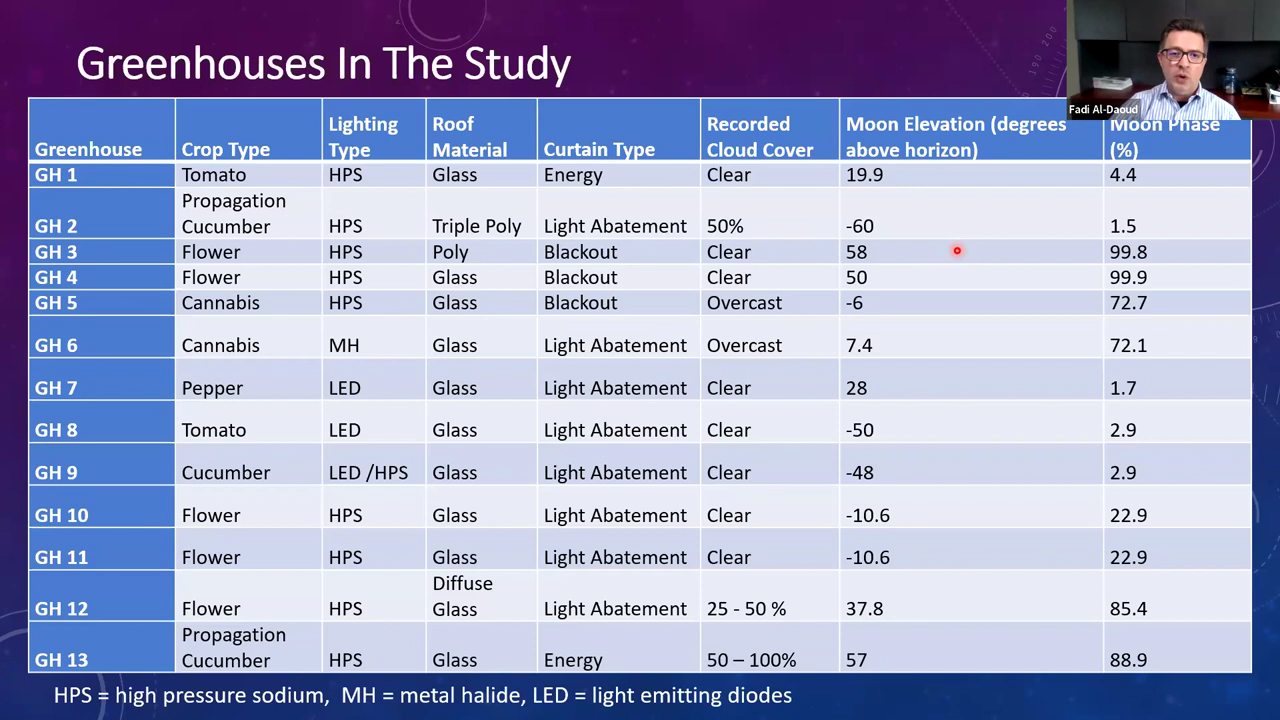 Greenhouses In The Study
Fadi Al-Daoud
Greenhouse Crop Type Lighting Type Roof Material Curtain Type Recorded Cloud Cover Moon Elevation (degrees above horizon) Moon Phase (%)
GH 1 Tomato HPS Glass Energy Clear 19.9 4.4
GH 2 Propagation Cucumber HPS Triple Poly Light Abatement 50% -60 1.5
GH 3 Flower HPS Poly Blackout Clear 58 99.8
GH 4 Flower HPS Glass Blackout Clear 50 99.9
GH 5 Cannabis HPS Glass Blackout Overcast -6 72.7
GH 6 Cannabis MH Glass Light Abatement Overcast 7.4 72.1
GH 7 Pepper LED Glass Light Abatement Clear 28 1.7
GH 8 Tomato LED Glass Light Abatement Clear -50 2.9
GH 9 Cucumber LED /HPS Glass Light Abatement Clear -48 2.9
GH 10 Flower HPS Glass Light Abatement Clear -10.6 22.9
GH 11 Flower HPS Glass Light Abatement Clear -10.6 22.9
GH 12 Flower HPS Diffuse Glass Light Abatement 25 - 50 % 37.8 85.4
GH 13 Propagation Cucumber HPS Glass Energy 50 – 100% 57 88.9
HPS = high pressure sodium, MH = metal halide, LED = light emitting diodes